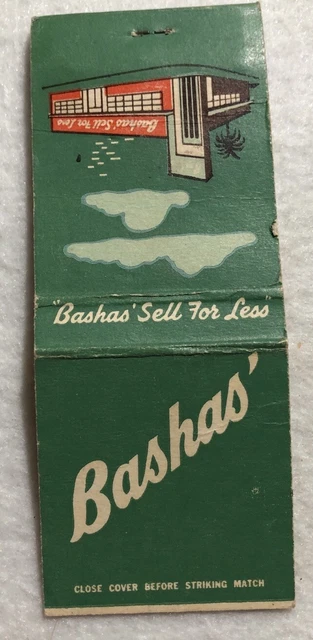 Bashas' Sell For Less
"Bashas' Sell For Less"
Bashas'
CLOSE COVER BEFORE STRIKING MATCH